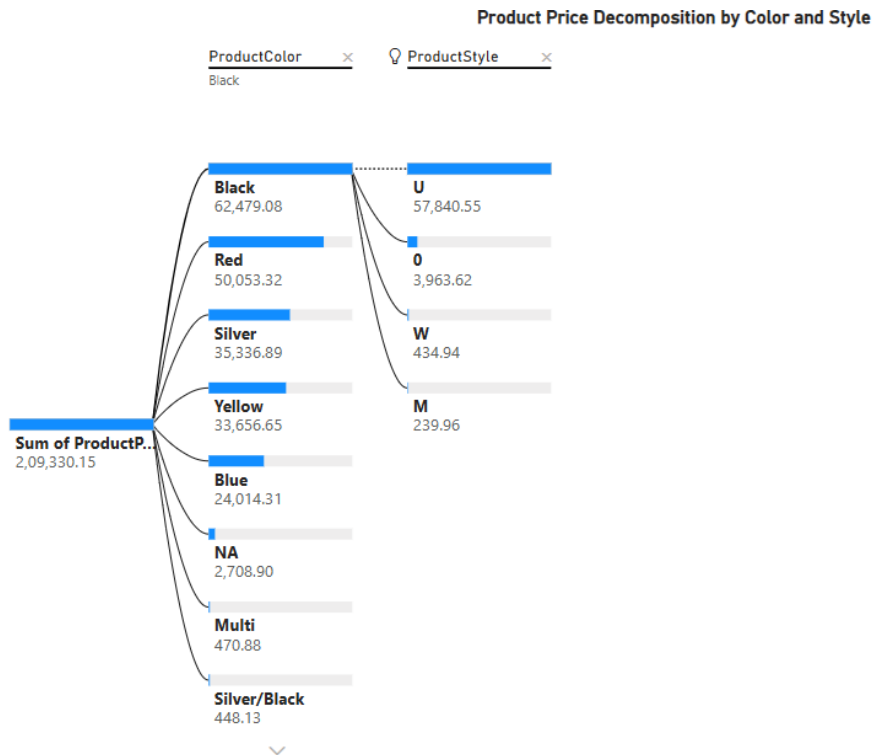 Product Price Decomposition by Color and Style
ProductColor
Black
ProductStyle
Black
62,479.08
Red
50,053.32
Silver
35,336.89
Yellow
33,656.65
Blue
24,014.31
NA
2,708.90
Multi
470.88
Silver/Black
448.13
U
57,840.55
0
3,963.62
W
434.94
M
239.96
Sum of ProductP...
2,09,330.15